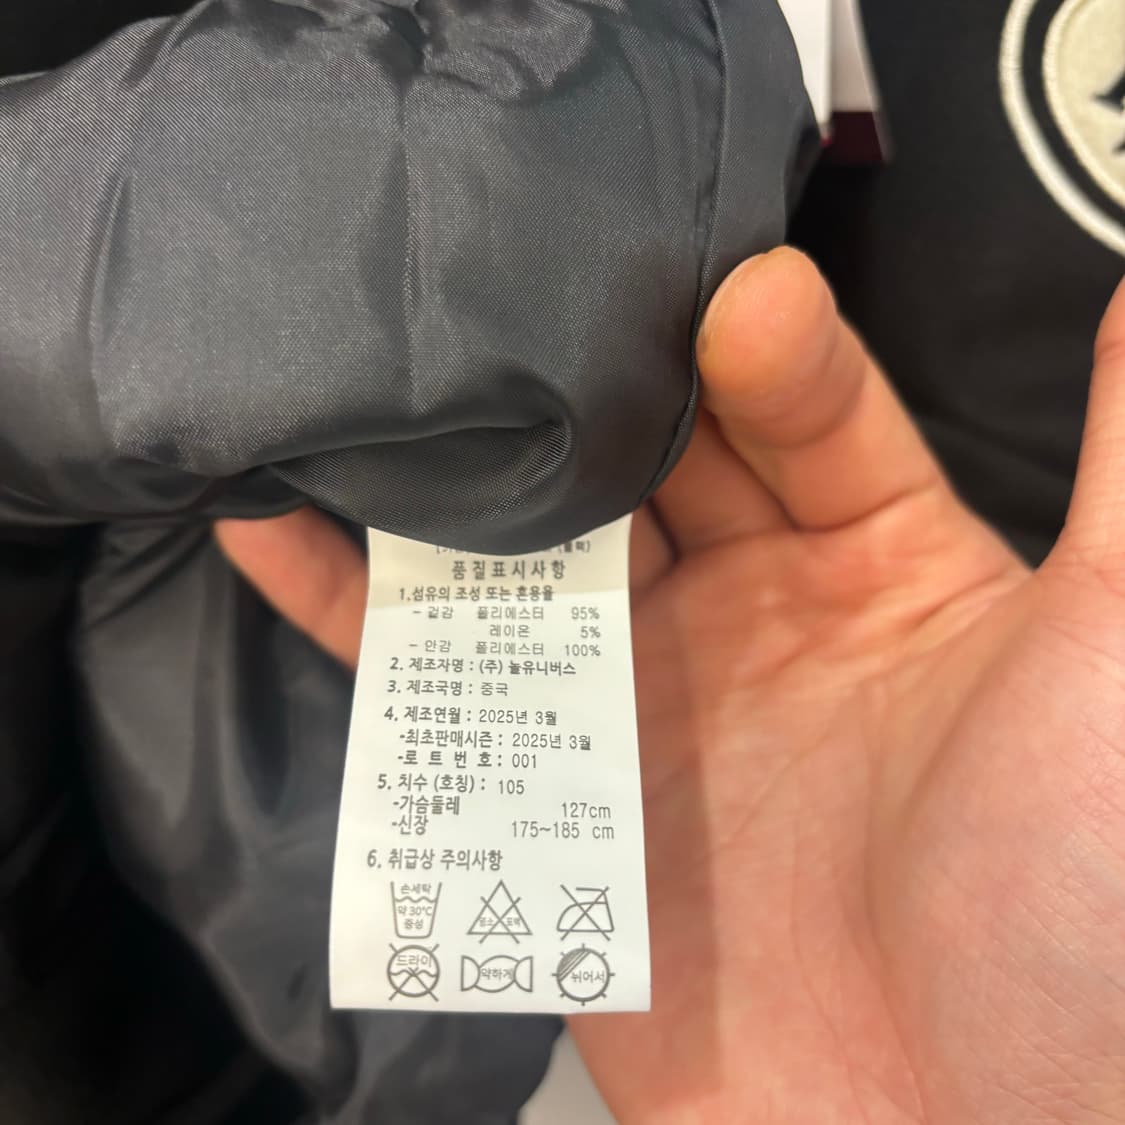 품질표시사항
1.섬유의 조성 또는 혼용율
- 겉감 폴리에스터 95%
레이온 5%
- 안감 폴리에스터 100%
2. 제조자명 : (주) 놀유니버스
3. 제조국명 : 중국
4. 제조연월 : 2025년 3월
-최초판매시즌 : 2025년 3월
-로 트 번 호 : 001
5. 치수 (호칭) : 105
-가슴둘레 127cm
-신장 175~185 cm
6. 취급상 주의사항
손세탁
약 30℃
중성
염소 표백
드라이
약하게
뉘어서